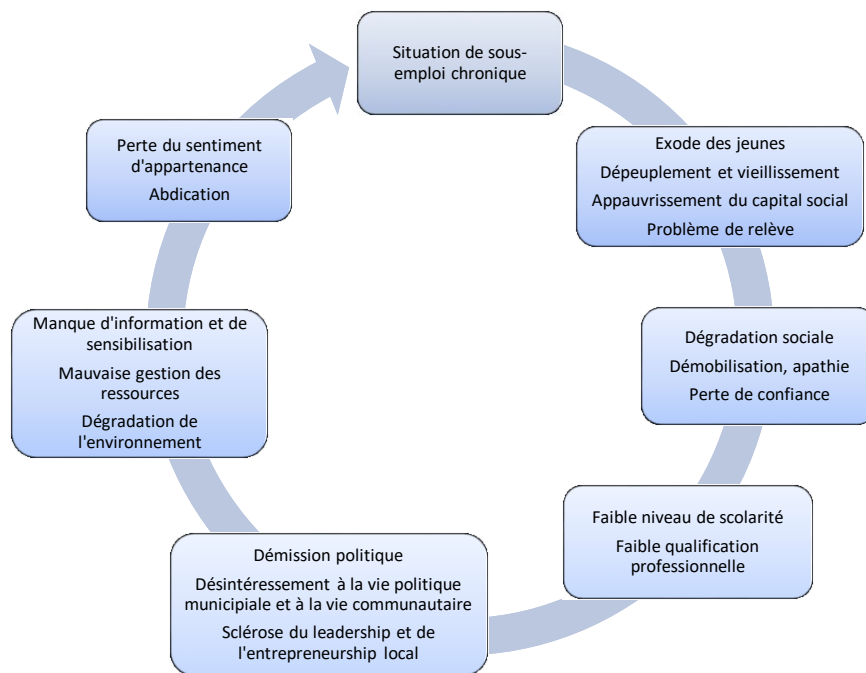 Situation de sous-
emploi chronique
Exode des jeunes
Dépeuplement et vieillissement
Appauvrissement du capital social
Problème de relève
Dégradation sociale
Démobilisation, apathie
Perte de confiance
Faible niveau de scolarité
Faible qualification
professionnelle
Démission politique
Désintéressement à la vie politique
municipiale et à la vie communautaire
Sclérose du leadership et de
l'entrepreneurship local
Manque d'information et de
sensibilisation
Mauvaise gestion des
ressources
Dégradation de
l'environnement
Perte du sentiment
d'appartenance
Abdication